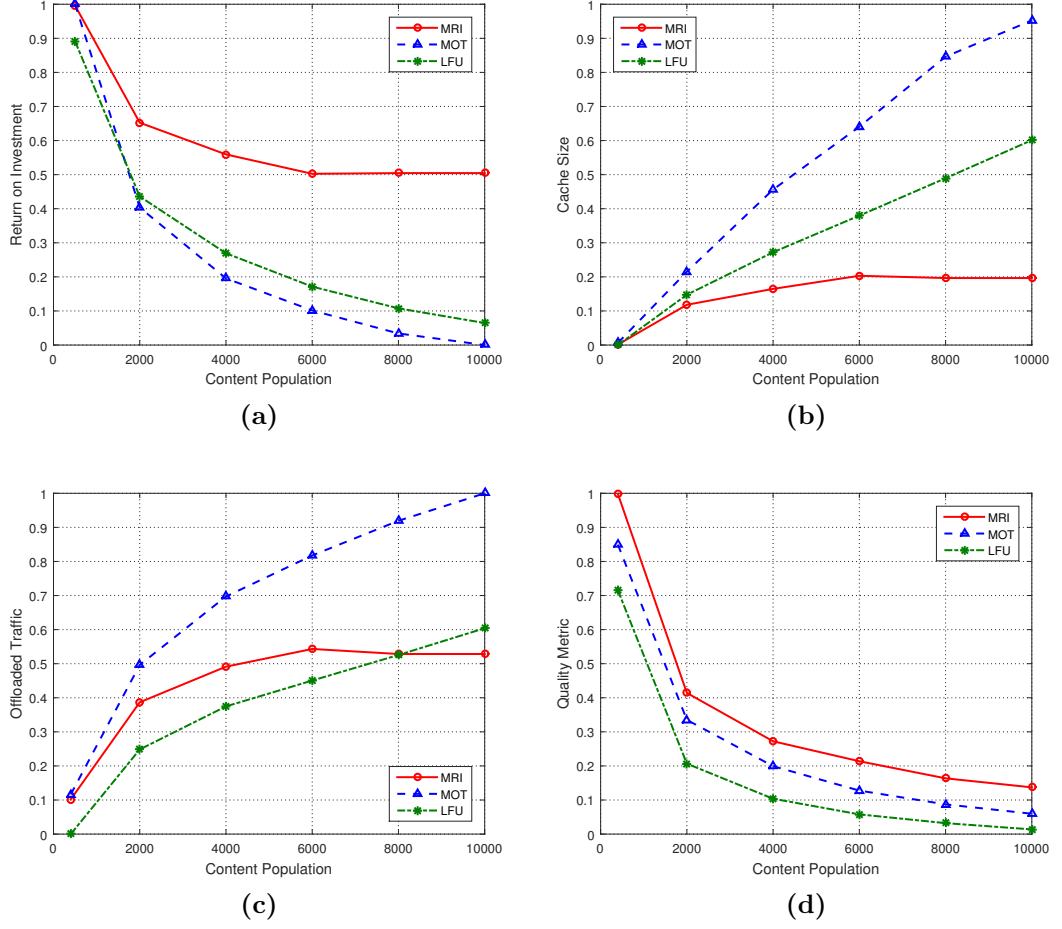 1
0.9
0.8
0.7
0.6
0.5
0.4
0.3
0.2
0.1
0
Return on Investment
0 2000 4000 6000 8000 10000
Content Population
MRI
MOT
LFU
(a)
1
0.9
0.8
0.7
0.6
0.5
0.4
0.3
0.2
0.1
0
Cache Size
0 2000 4000 6000 8000 10000
Content Population
MRI
MOT
LFU
(b)
1
0.9
0.8
0.7
0.6
0.5
0.4
0.3
0.2
0.1
0
Offloaded Traffic
0 2000 4000 6000 8000 10000
Content Population
MRI
MOT
LFU
(c)
1
0.9
0.8
0.7
0.6
0.5
0.4
0.3
0.2
0.1
0
Quality Metric
0 2000 4000 6000 8000 10000
Content Population
MRI
MOT
LFU
(d)